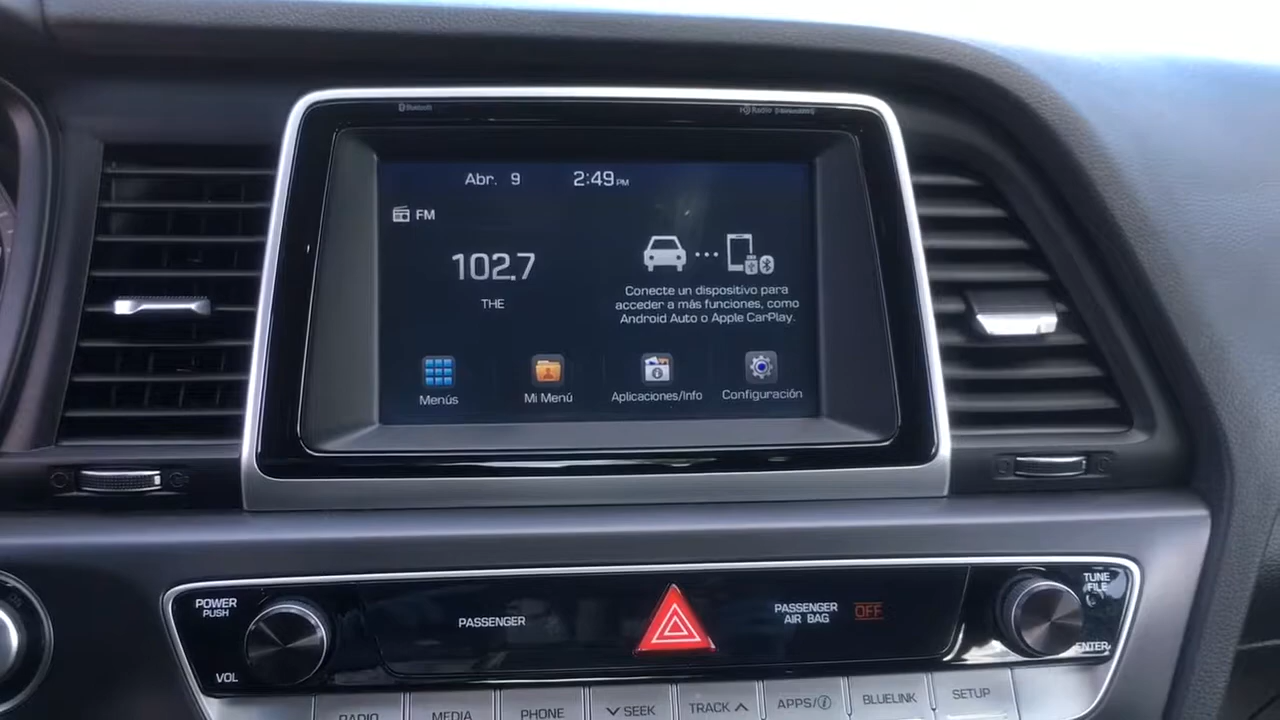 Bluetooth
HD Radio
Abr. 9 2:49 PM
FM
102.7
THE
Conecte un dispositivo para
acceder a más funciones, como
Android Auto o Apple CarPlay.
Menús
Mi Menú
Aplicaciones/Info
Configuración
POWER
PUSH
VOL
PASSENGER
PASSENGER
AIR BAG
OFF
TUNE
FILE
ENTER
RADIO
MEDIA
PHONE
SEEK
TRACK
APPS/i
BLUELINK
SETUP